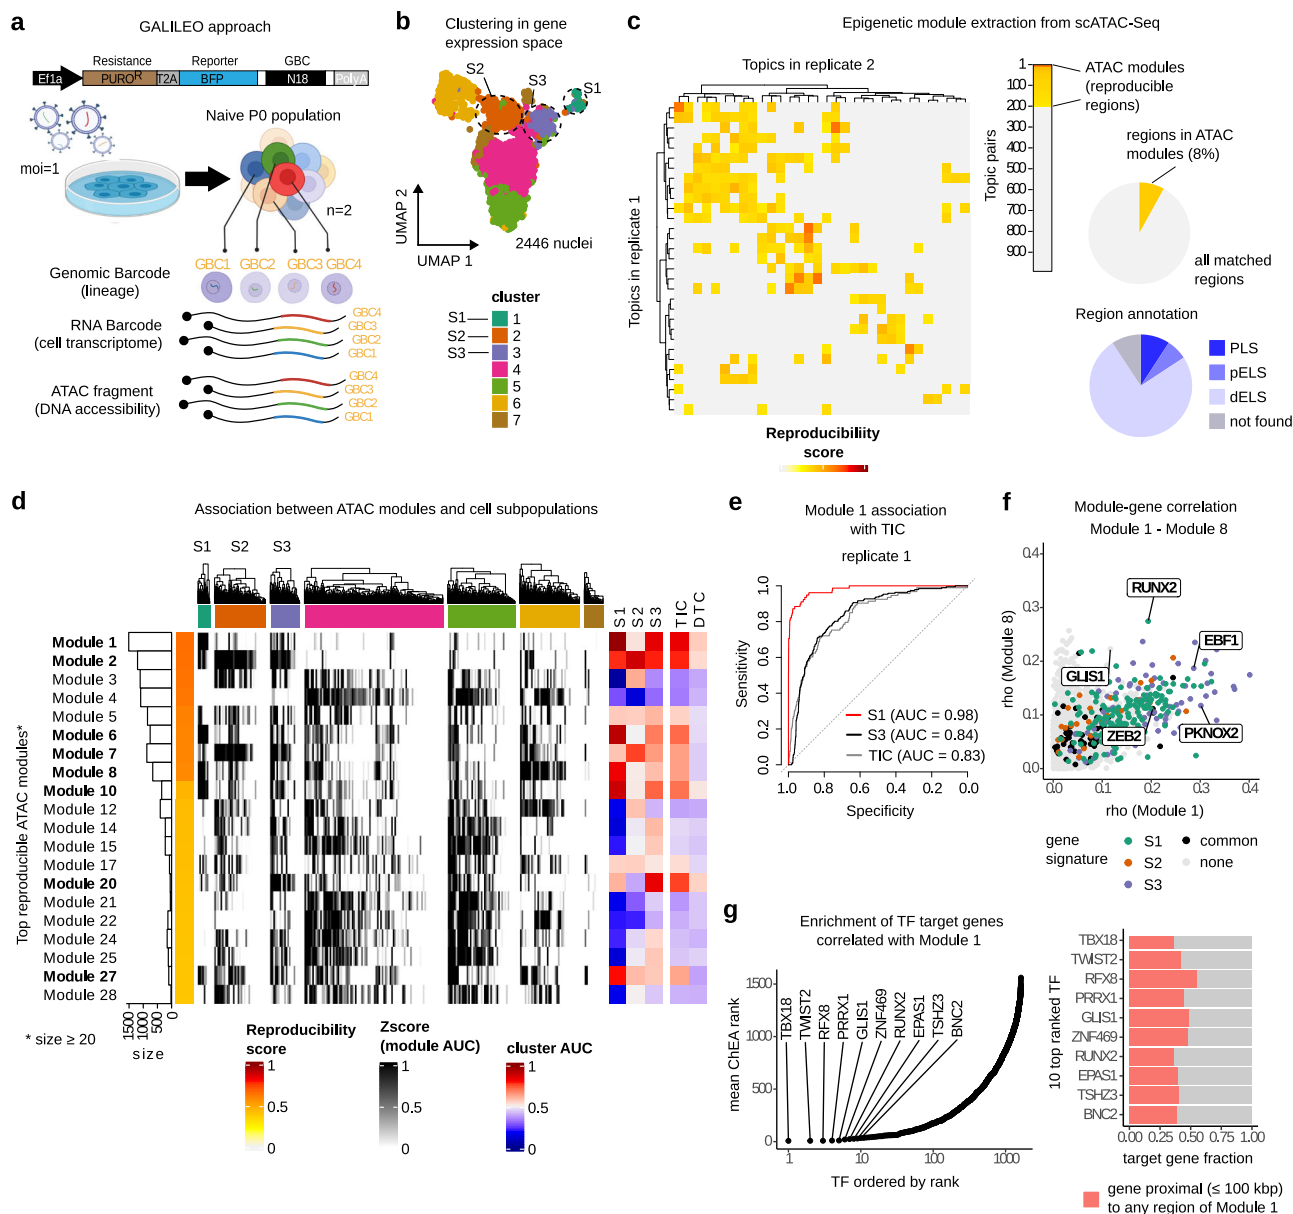 a
GALILEO approach
Resistance
Reporter
GBC
Ef1a
PURO R
T2A
BFP
N18
PolyA
Naive P0 population
moi=1
n=2
GBC1
GBC2
GBC3
GBC4
Genomic Barcode
(lineage)
RNA Barcode
(cell transcriptome)
GBC4
GBC3
GBC2
GBC1
ATAC fragment
(DNA accessibility)
GBC4
GBC3
GBC2
GBC1
b
Clustering in gene
expression space
S2
S3
S1
UMAP 2
UMAP 1
2446 nuclei
cluster
S1
1
S2
2
S3
3
4
5
6
7
c
Epigenetic module extraction from scATAC-Seq
Topics in replicate 2
Topics in replicate 1
Reproducibiliity
score
1
100
200
300
400
500
600
700
900
Topic pairs
ATAC modules
(reproducible
regions)
regions in ATAC
modules (8%)
all matched
regions
Region annotation
PLS
pELS
dELS
not found
d
Association between ATAC modules and cell subpopulations
S1
S2
S3
S1
S2
S3
TIC
DTC
Top reproducible ATAC modules*
Module 1
Module 2
Module 3
Module 4
Module 5
Module 6
Module 7
Module 8
Module 10
Module 12
Module 14
Module 15
Module 17
Module 20
Module 21
Module 22
Module 24
Module 25
Module 27
Module 28
* size ≥ 20
1500
1000
500
0
size
Reproducibility
score
1
0.5
0
Zscore
(module AUC)
1
0.5
0
cluster AUC
1
0.5
0
e
Module 1 association
with TIC
replicate 1
Sensitivity
1.0
0.8
0.6
0.4
0.2
0.0
S1 (AUC = 0.98)
S3 (AUC = 0.84)
TIC (AUC = 0.83)
1.0
0.8
0.6
0.4
0.2
0.0
Specificity
f
Module-gene correlation
Module 1 - Module 8
rho (Module 8)
0.4
0.3
0.2
0.1
0.0
RUNX2
EBF1
GLIS1
ZEB2
PKNOX2
0.0
0.1
0.2
0.3
0.4
rho (Module 1)
gene
signature
S1
S2
S3
common
none
g
Enrichment of TF target genes
correlated with Module 1
mean ChEA rank
1500
1000
500
0
TBX18
TWIST2
RFX8
PRRX1
GLIS1
ZNF469
RUNX2
EPAS1
TSHZ3
BNC2
1
10
100
1000
TF ordered by rank
10 top ranked TF
TBX18
TWIST2
RFX8
PRRX1
GLIS1
ZNF469
RUNX2
EPAS1
TSHZ3
BNC2
0.00
0.25
0.50
0.75
1.00
target gene fraction
gene proximal (≤ 100 kbp)
to any region of Module 1